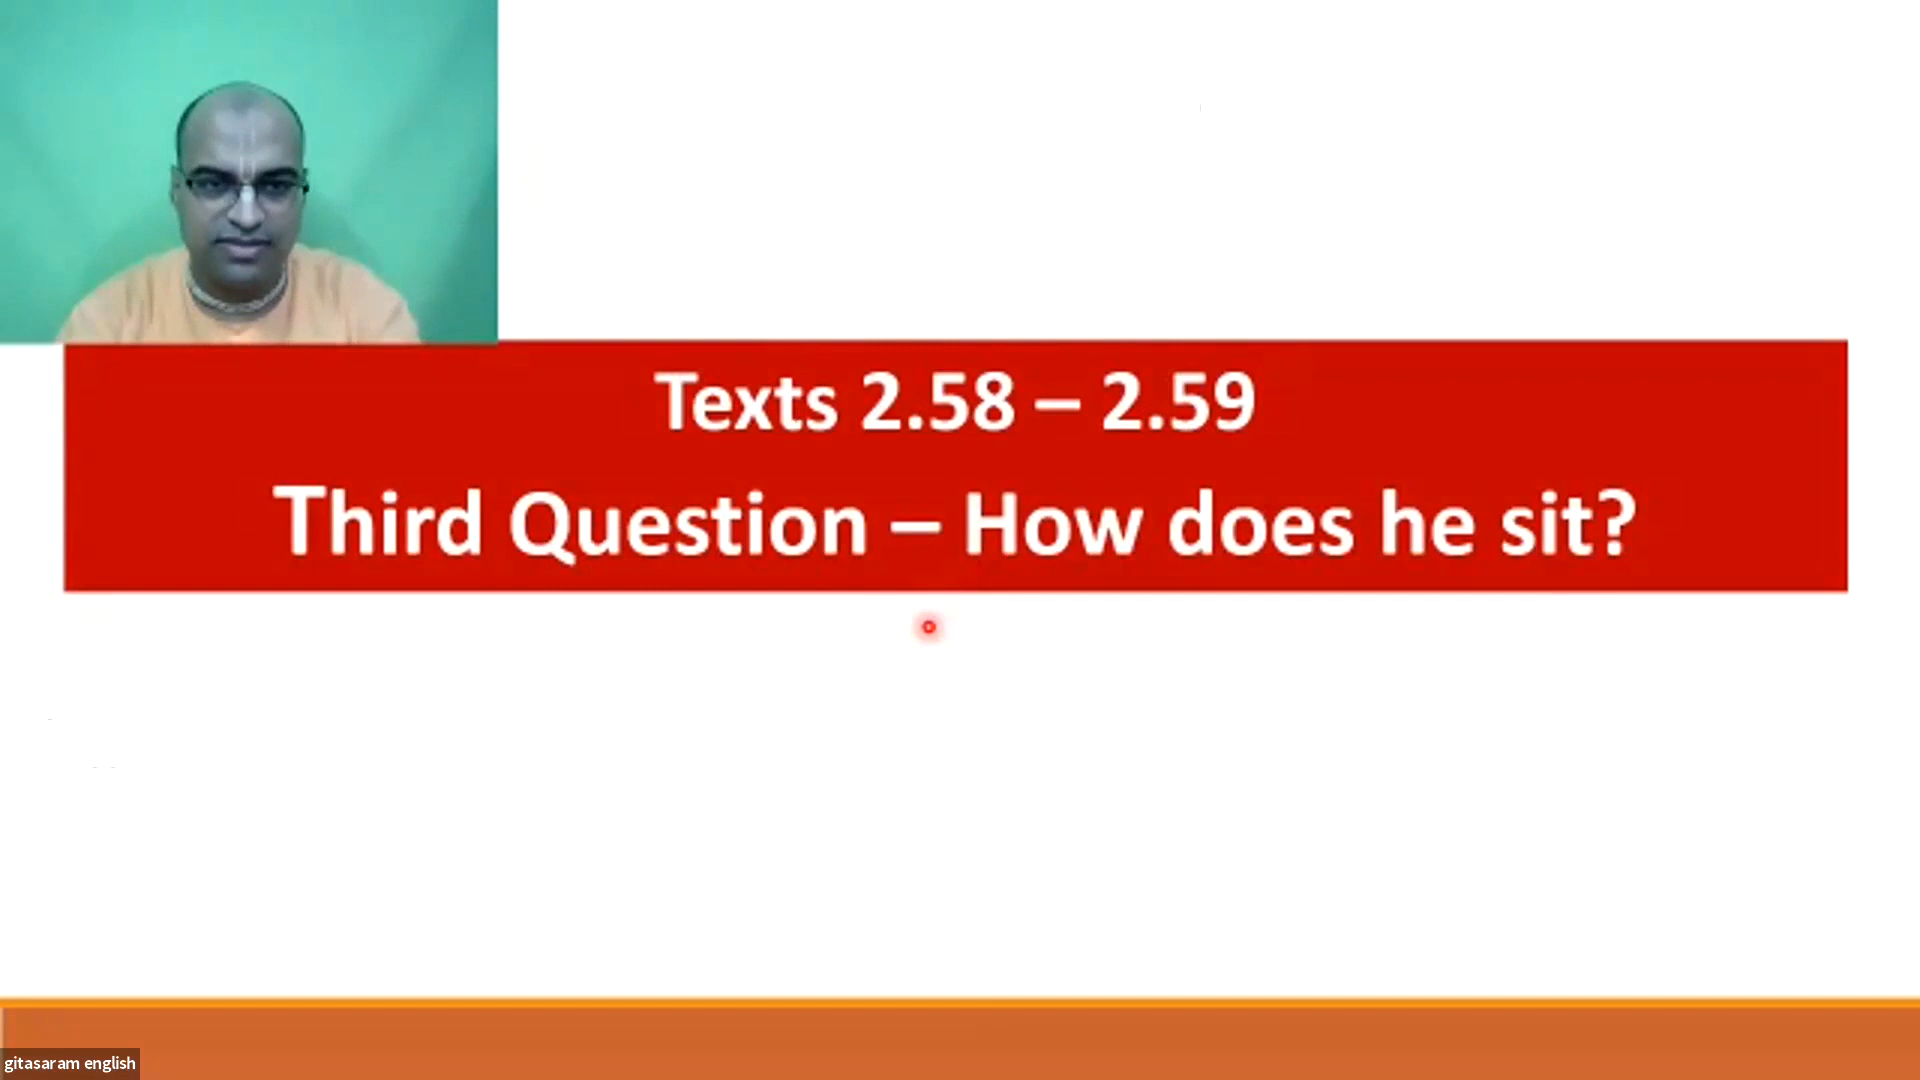 Texts 2.58 – 2.59
Third Question – How does he sit?
gitasaram english